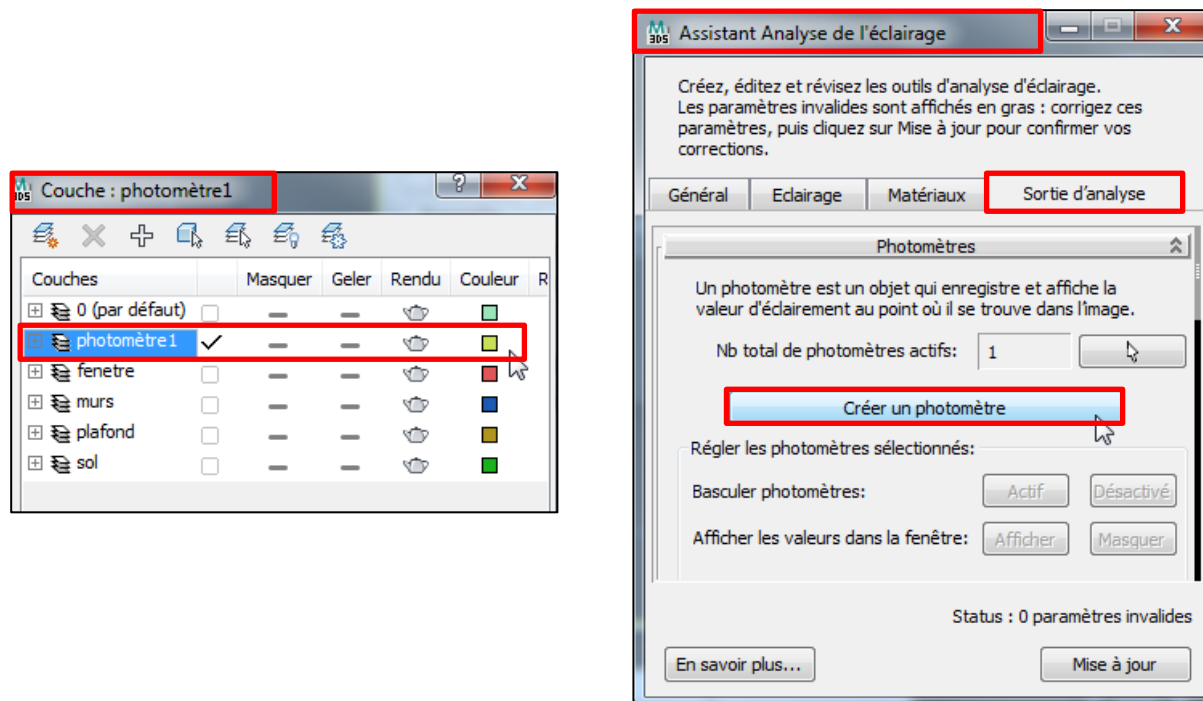 Couche : photomètre1
Couches Masquer Geler Rendu Couleur R
0 (par défaut)
photomètre1
fenetre
murs
plafond
sol
Assistant Analyse de l'éclairage
Créez, éditez et révisez les outils d'analyse d'éclairage.
Les paramètres invalides sont affichés en gras : corrigez ces
paramètres, puis cliquez sur Mise à jour pour confirmer vos
corrections.
Général Eclairage Matériaux Sortie d'analyse
Photomètres
Un photomètre est un objet qui enregistre et affiche la
valeur d'éclairement au point où il se trouve dans l'image.
Nb total de photomètres actifs: 1
Créer un photomètre
Régler les photomètres sélectionnés:
Basculer photomètres: Actif Désactivé
Afficher les valeurs dans la fenêtre: Afficher Masquer
Status : 0 paramètres invalides
En savoir plus... Mise à jour